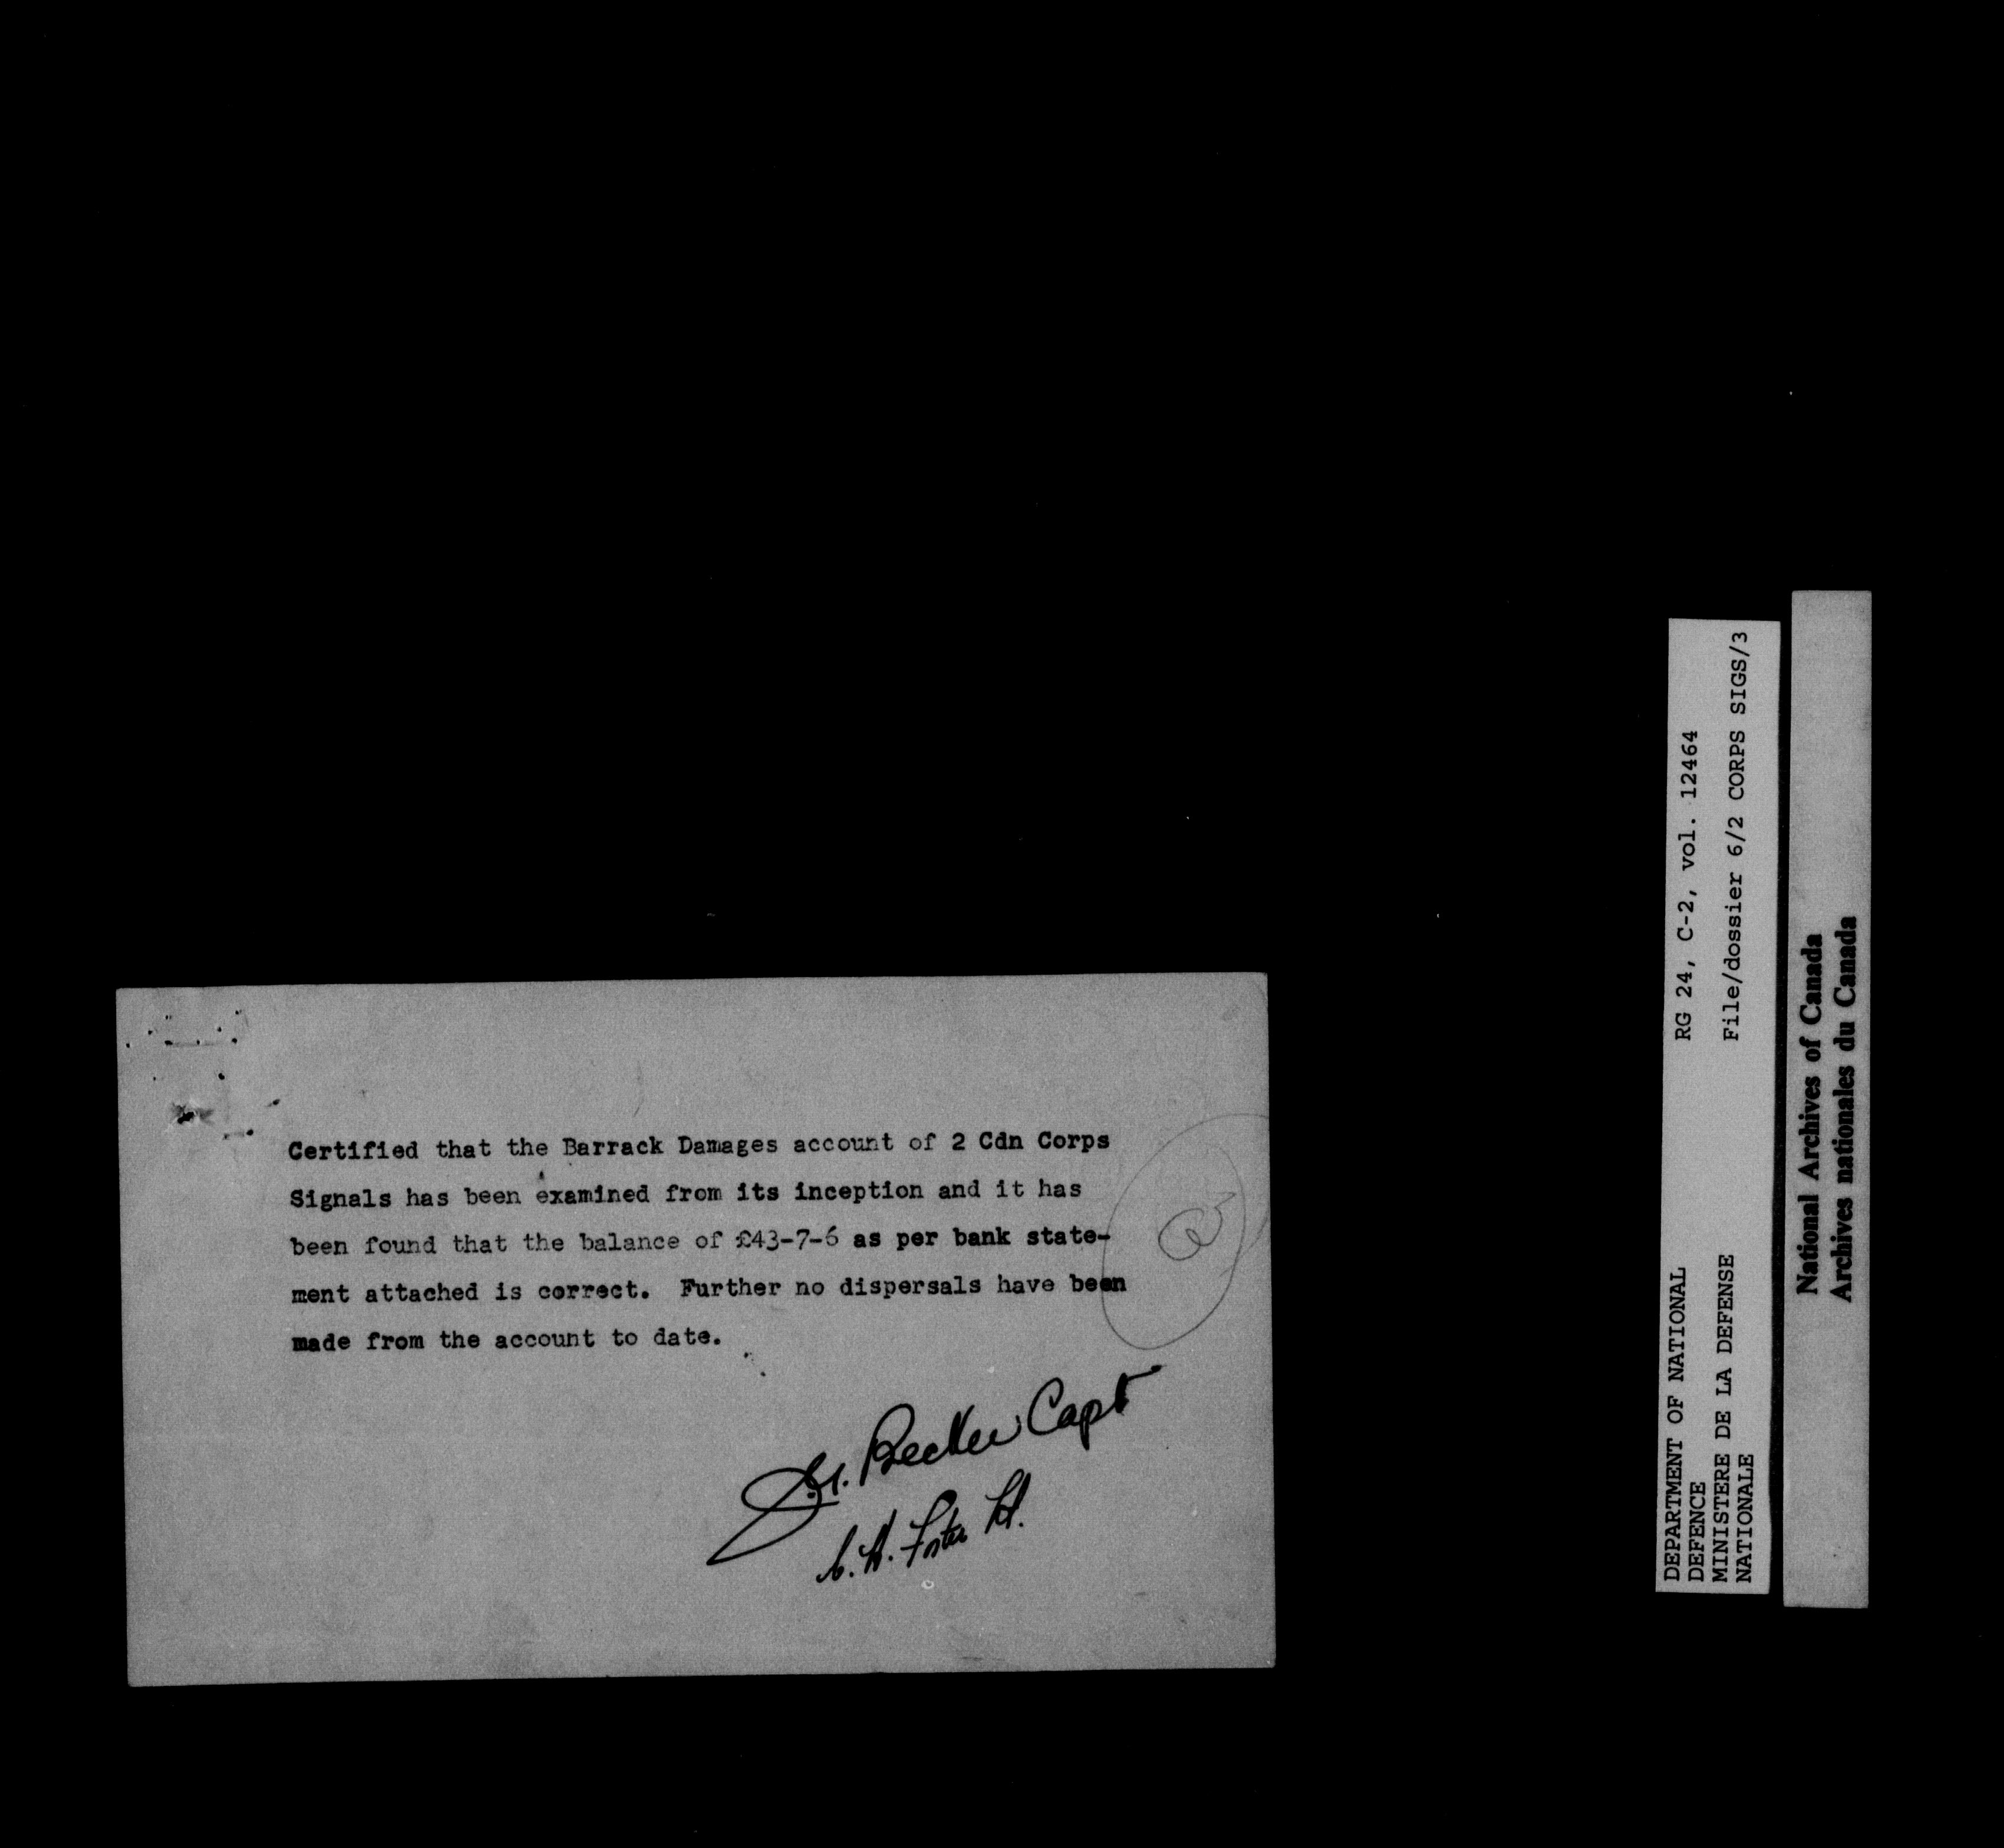 Certified that the Barrack Damages account of 2 Cdn Corps
Signals has been examined from its inception and it has
been found that the balance of £43-7-6 as per bank state-
ment attached is correct. Further no dispersals have been
made from the account to date.
Becker Capt
Foster Lt.
DEPARTMENT OF NATIONAL
DEFENCE
MINISTERE DE LA DEFENSE
NATIONALE
RG 24, C-2, vol. 12464
File/dossier 6/2 CORPS SIGS/3
National Archives of Canada
Archives nationales du Canada